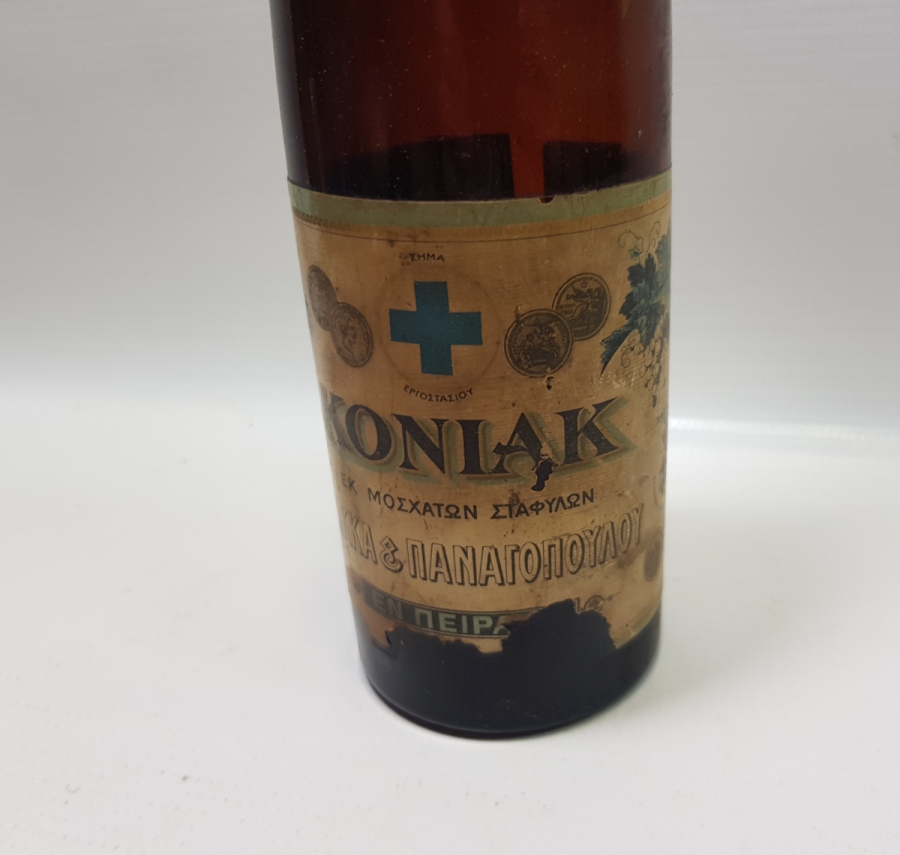 ΣΗΜΑ
ΕΡΓΟΣΤΑΣΙΟΥ
ΚΟΝΙΑΚ
ΕΚ ΜΟΣΧΑΤΩΝ ΣΤΑΦΥΛΩΝ
ΚΑ & ΠΑΝΑΓΟΠΟΥΛΟΥ
ΕΝ ΠΕΙΡΑ